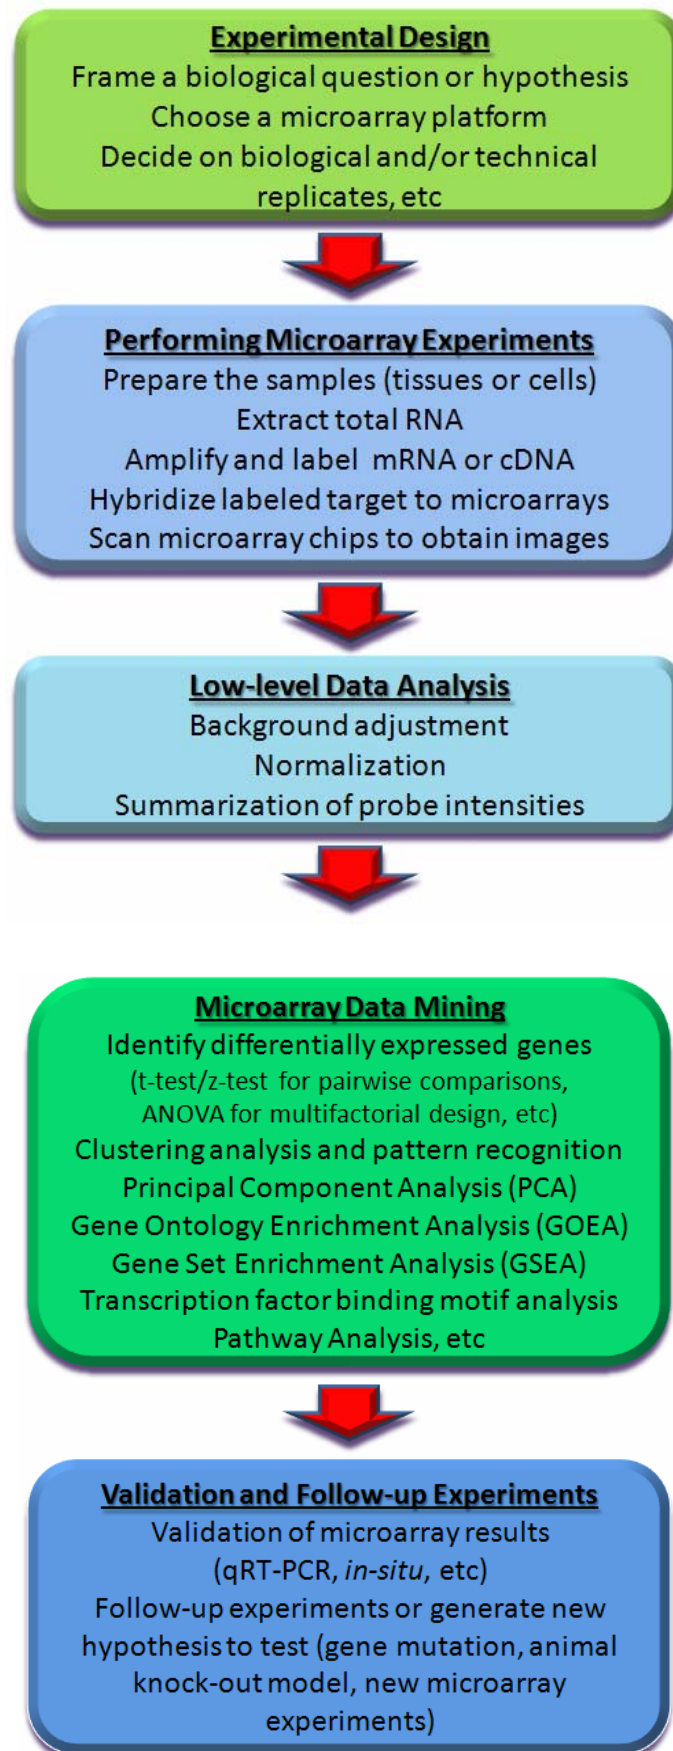 Experimental Design
Frame a biological question or hypothesis
Choose a microarray platform
Decide on biological and/or technical
replicates, etc
Performing Microarray Experiments
Prepare the samples (tissues or cells)
Extract total RNA
Amplify and label mRNA or cDNA
Hybridize labeled target to microarrays
Scan microarray chips to obtain images
Low-level Data Analysis
Background adjustment
Normalization
Summarization of probe intensities
Microarray Data Mining
Identify differentially expressed genes
(t-test/z-test for pairwise comparisons,
ANOVA for multifactorial design, etc)
Clustering analysis and pattern recognition
Principal Component Analysis (PCA)
Gene Ontology Enrichment Analysis (GOEA)
Gene Set Enrichment Analysis (GSEA)
Transcription factor binding motif analysis
Pathway Analysis, etc
Validation and Follow-up Experiments
Validation of microarray results
(qRT-PCR, in-situ, etc)
Follow-up experiments or generate new
hypothesis to test (gene mutation, animal
knock-out model, new microarray
experiments)